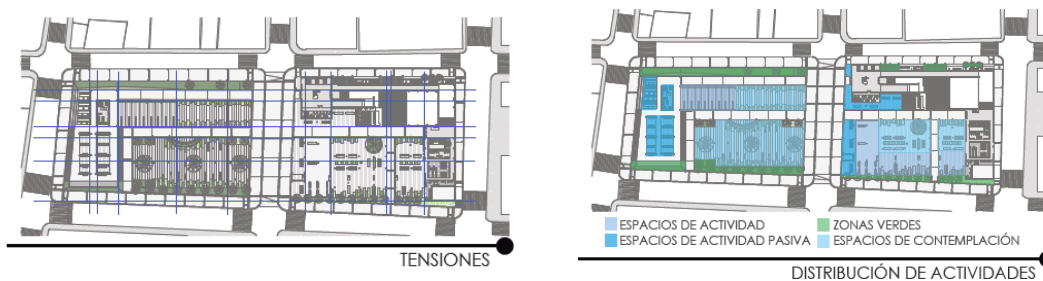 TENSIONES
ESPACIOS DE ACTIVIDAD
ZONAS VERDES
ESPACIOS DE ACTIVIDAD PASIVA
ESPACIOS DE CONTEMPLACIÓN
DISTRIBUCIÓN DE ACTIVIDADES